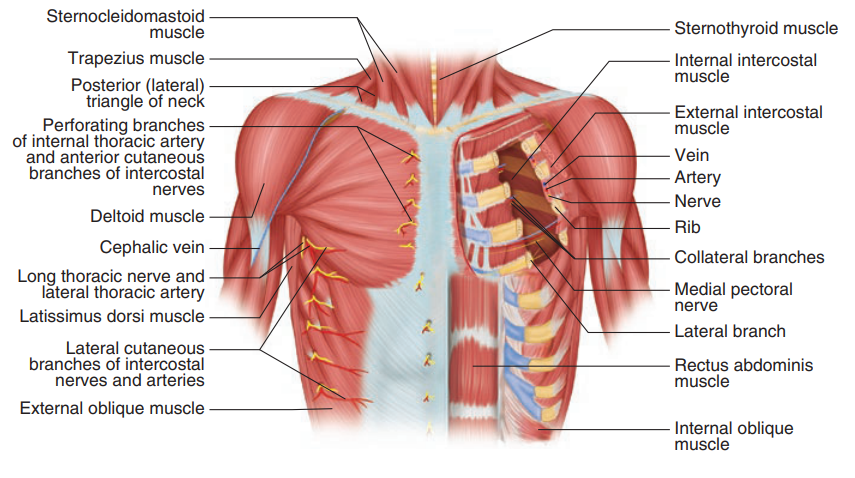 Sternocleidomastoid
muscle
Trapezius muscle
Posterior (lateral)
triangle of neck
Perforating branches
of internal thoracic artery
and anterior cutaneous
branches of intercostal
nerves
Deltoid muscle
Cephalic vein
Long thoracic nerve and
lateral thoracic artery
Latissimus dorsi muscle
Lateral cutaneous
branches of intercostal
nerves and arteries
External oblique muscle
Sternothyroid muscle
Internal intercostal
muscle
External intercostal
muscle
Vein
Artery
Nerve
Rib
Collateral branches
Medial pectoral
nerve
Lateral branch
Rectus abdominis
muscle
Internal oblique
muscle